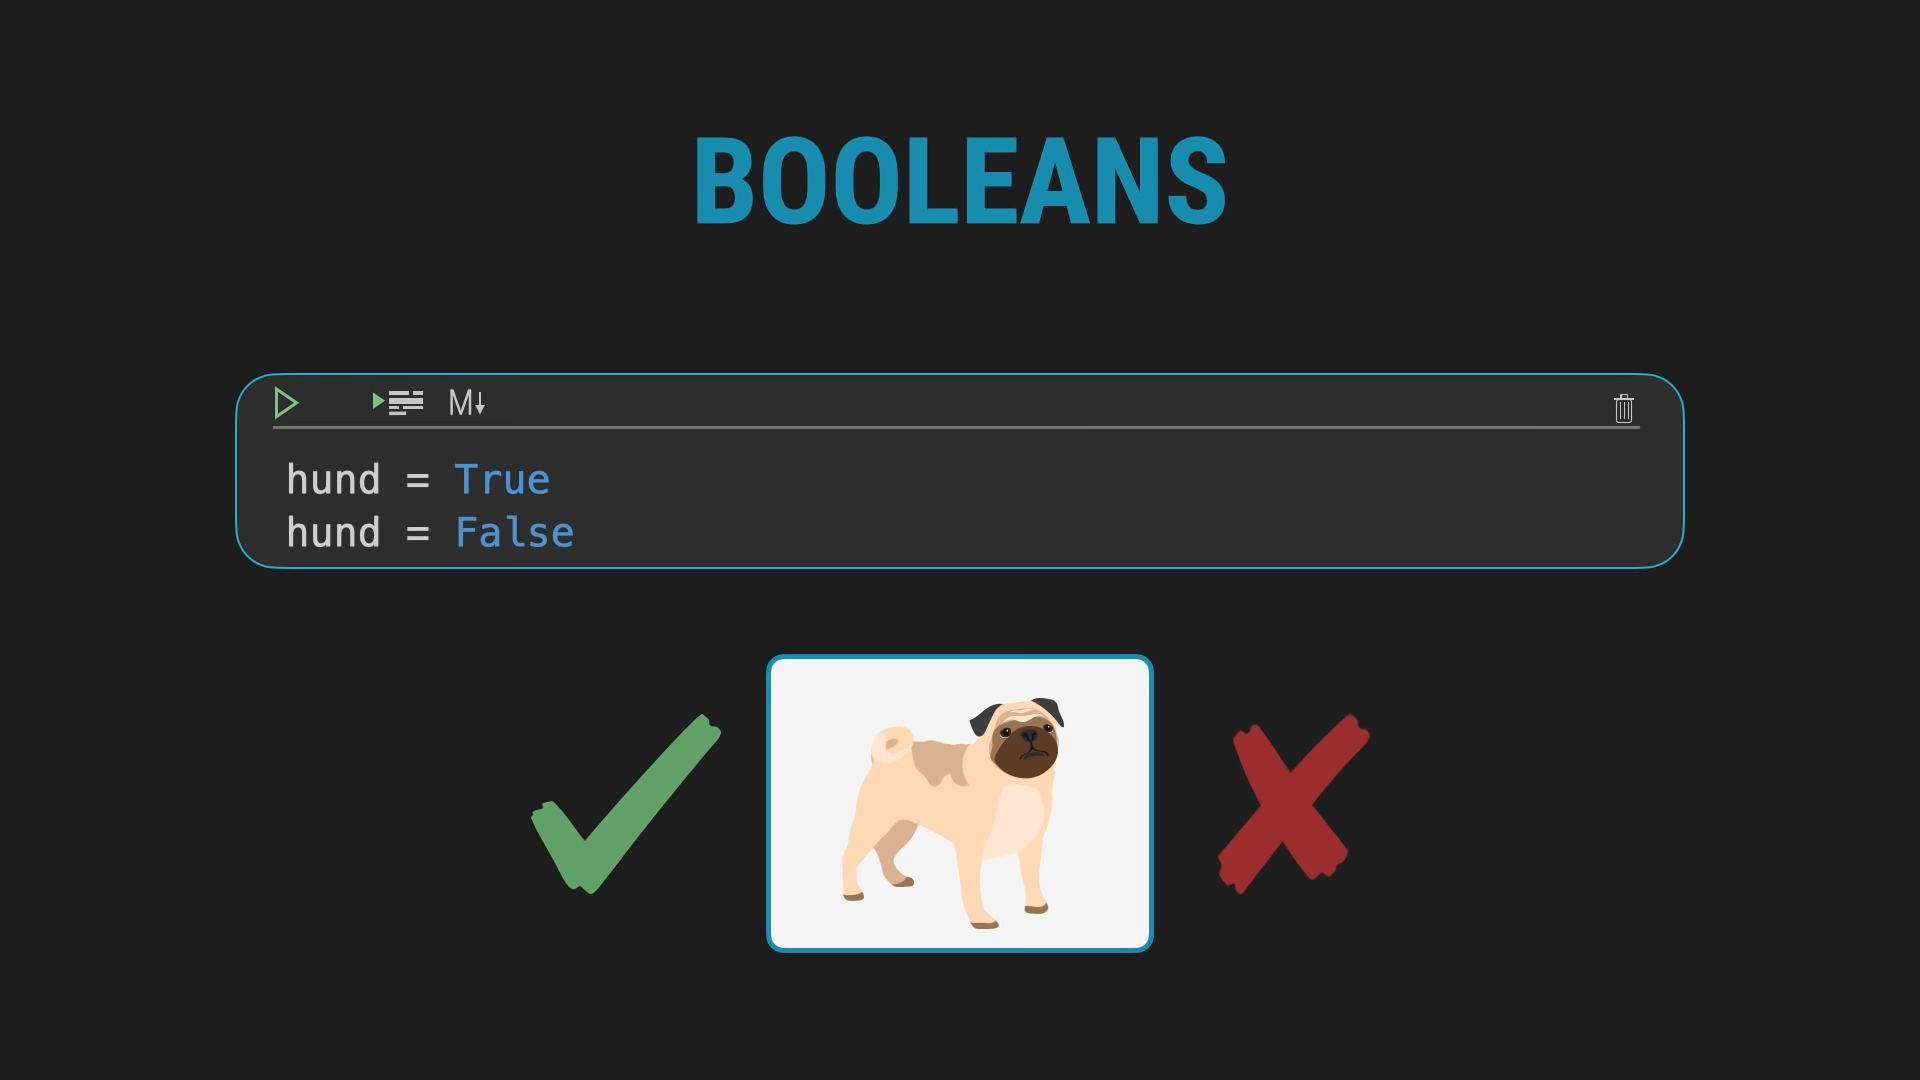 BOOLEANS
M↓
hund = True
hund = False